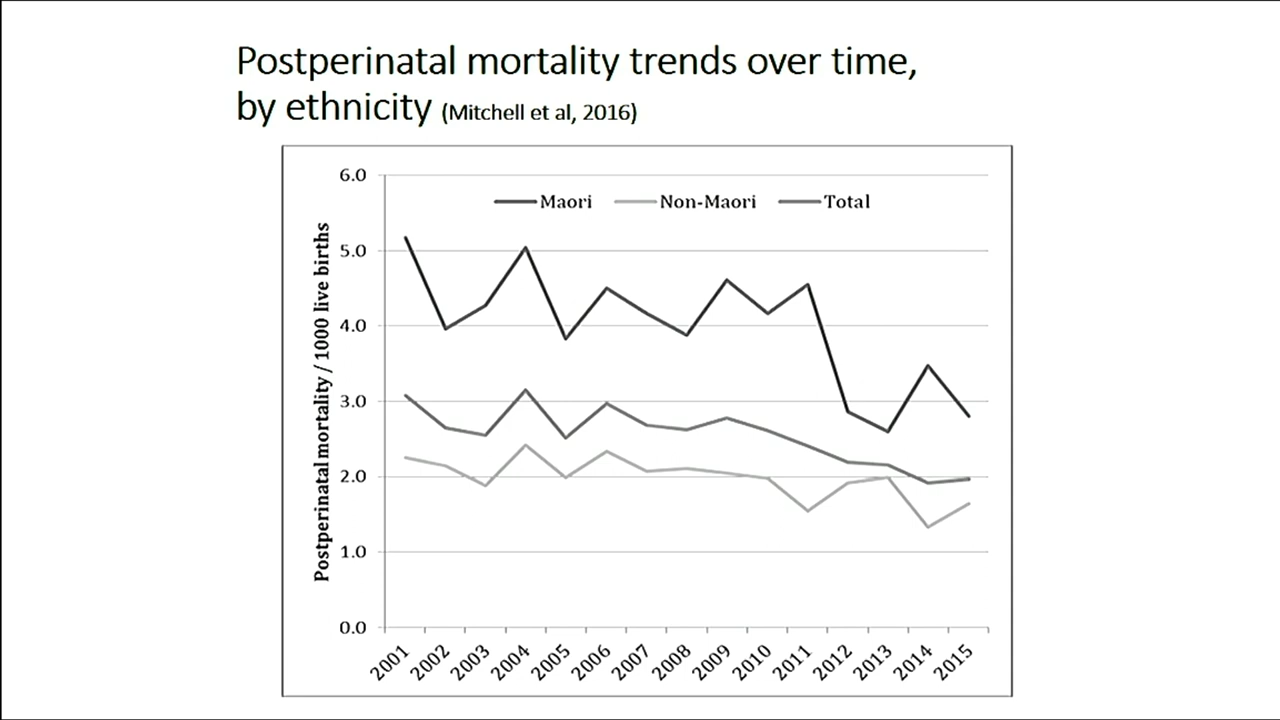 Postperinatal mortality trends over time,
by ethnicity (Mitchell et al, 2016)
Maori Non-Maori Total
Postperinatal mortality / 1000 live births
6.0
5.0
4.0
3.0
2.0
1.0
0.0
2001 2002 2003 2004 2005 2006 2007 2008 2009 2010 2011 2012 2013 2014 2015